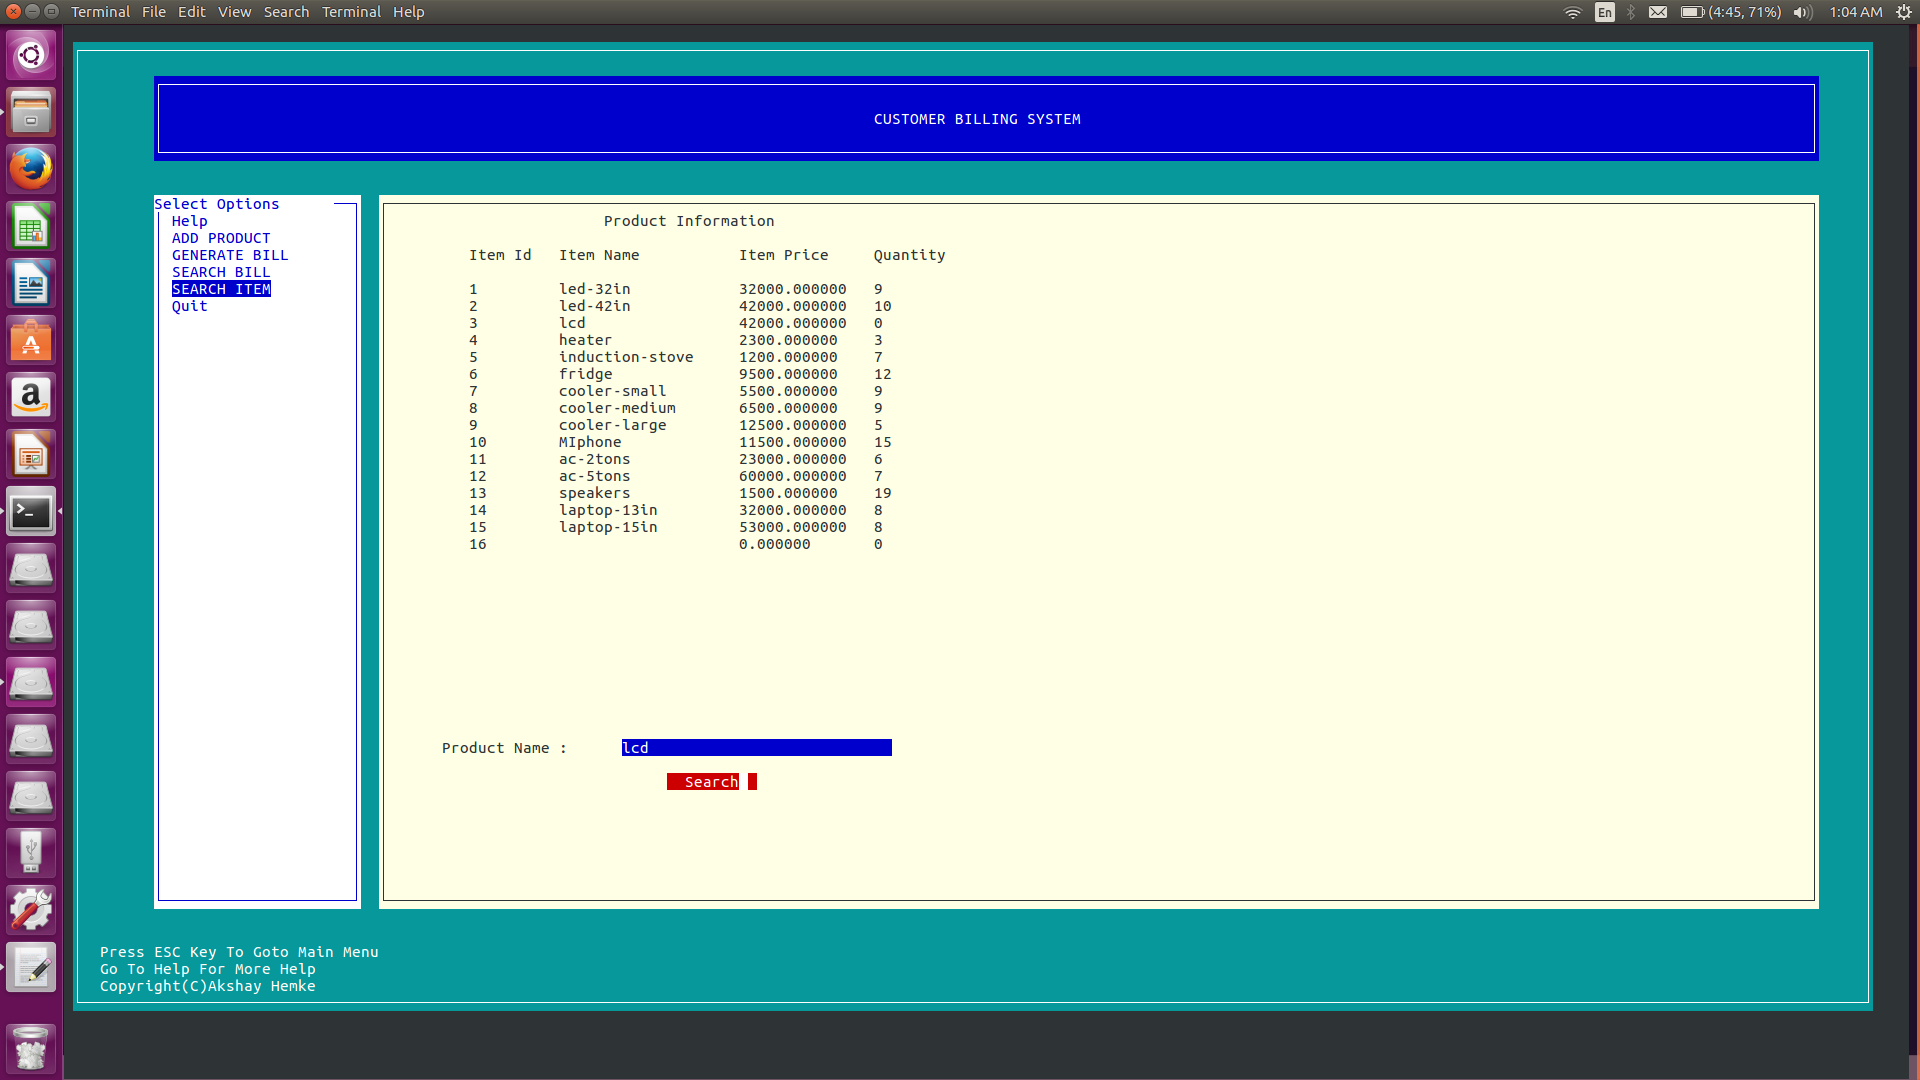 Terminal File Edit View Search Terminal Help En (4:45, 71%) 1:04 AM
CUSTOMER BILLING SYSTEM
Select Options
Help
ADD PRODUCT
GENERATE BILL
SEARCH BILL
SEARCH ITEM
Quit
Product Information
Item Id Item Name Item Price Quantity
1 led-32in 32000.000000 9
2 led-42in 42000.000000 10
3 lcd 42000.000000 0
4 heater 2300.000000 3
5 induction-stove 1200.000000 7
6 fridge 9500.000000 12
7 cooler-small 5500.000000 9
8 cooler-medium 6500.000000 9
9 cooler-large 12500.000000 5
10 MIphone 11500.000000 15
11 ac-2tons 23000.000000 6
12 ac-5tons 60000.000000 7
13 speakers 1500.000000 19
14 laptop-13in 32000.000000 8
15 laptop-15in 53000.000000 8
16 0.000000 0
Product Name : lcd
Search
Press ESC Key To Goto Main Menu
Go To Help For More Help
Copyright(C)Akshay Hemke